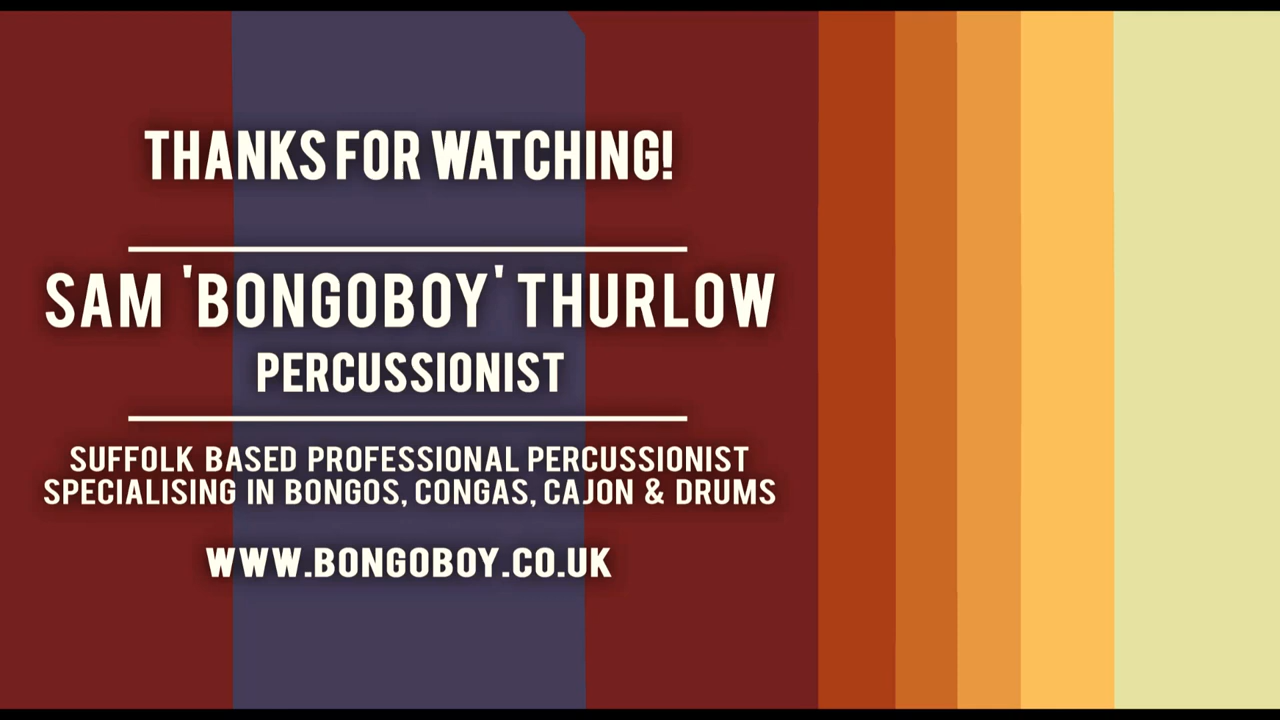 THANKS FOR WATCHING!
SAM 'BONGOBOY' THURLOW
PERCUSSIONIST
SUFFOLK BASED PROFESSIONAL PERCUSSIONIST
SPECIALISING IN BONGOS, CONGAS, CAJON & DRUMS
WWW.BONGOBOY.CO.UK